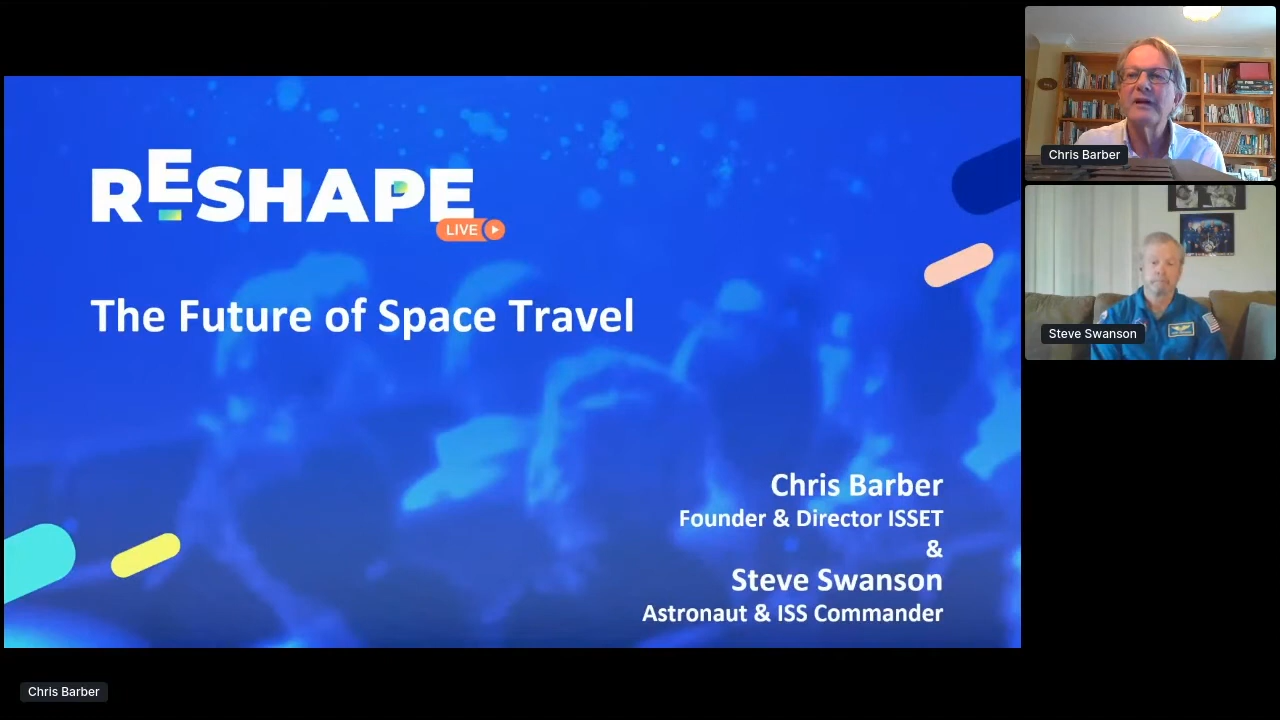 RESHAPE
LIVE
The Future of Space Travel
Chris Barber
Founder & Director ISSET
&
Steve Swanson
Astronaut & ISS Commander
Chris Barber
Chris Barber
Steve Swanson